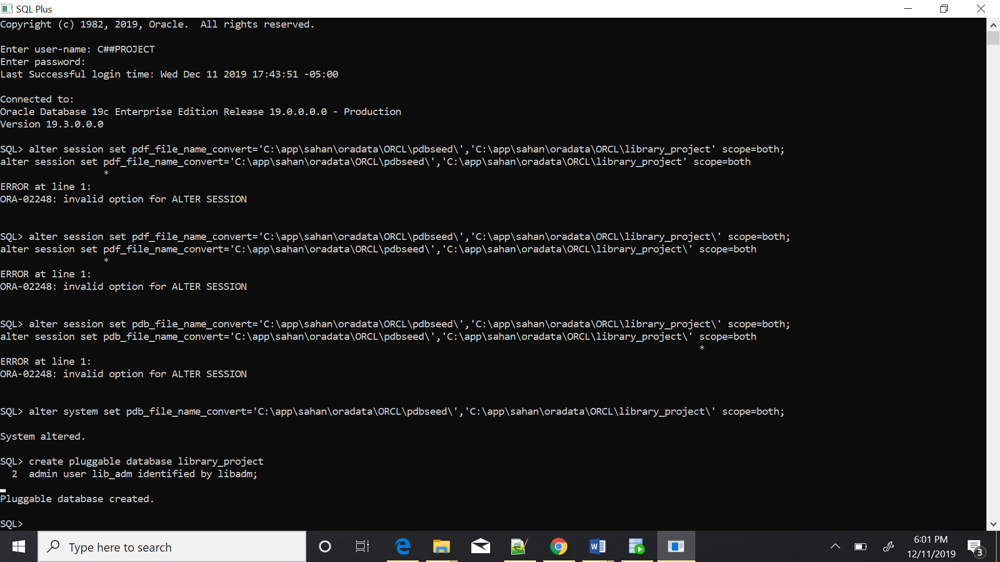 SQL Plus
Copyright (c) 1982, 2019, Oracle.  All rights reserved.
Enter user-name: C##PROJECT
Enter password:
Last Successful login time: Wed Dec 11 2019 17:43:51 -05:00
Connected to:
Oracle Database 19c Enterprise Edition Release 19.0.0.0.0 - Production
Version 19.3.0.0.0
SQL> alter session set pdf_file_name_convert='C:\app\sahan\oradata\ORCL\pdbseed\','C:\app\sahan\oradata\ORCL\library_project' scope=both;
alter session set pdf_file_name_convert='C:\app\sahan\oradata\ORCL\pdbseed\','C:\app\sahan\oradata\ORCL\library_project' scope=both
*
ERROR at line 1:
ORA-02248: invalid option for ALTER SESSION
SQL> alter session set pdf_file_name_convert='C:\app\sahan\oradata\ORCL\pdbseed\','C:\app\sahan\oradata\ORCL\library_project\' scope=both;
alter session set pdf_file_name_convert='C:\app\sahan\oradata\ORCL\pdbseed\','C:\app\sahan\oradata\ORCL\library_project\' scope=both
*
ERROR at line 1:
ORA-02248: invalid option for ALTER SESSION
SQL> alter session set pdb_file_name_convert='C:\app\sahan\oradata\ORCL\pdbseed\','C:\app\sahan\oradata\ORCL\library_project\' scope=both;
alter session set pdb_file_name_convert='C:\app\sahan\oradata\ORCL\pdbseed\','C:\app\sahan\oradata\ORCL\library_project\' scope=both
*
ERROR at line 1:
ORA-02248: invalid option for ALTER SESSION
SQL> alter system set pdb_file_name_convert='C:\app\sahan\oradata\ORCL\pdbseed\','C:\app\sahan\oradata\ORCL\library_project\' scope=both;
System altered.
SQL> create pluggable database library_project
2  admin user lib_adm identified by libadm;
Pluggable database created.
SQL>
Type here to search
6:01 PM
12/11/2019
3